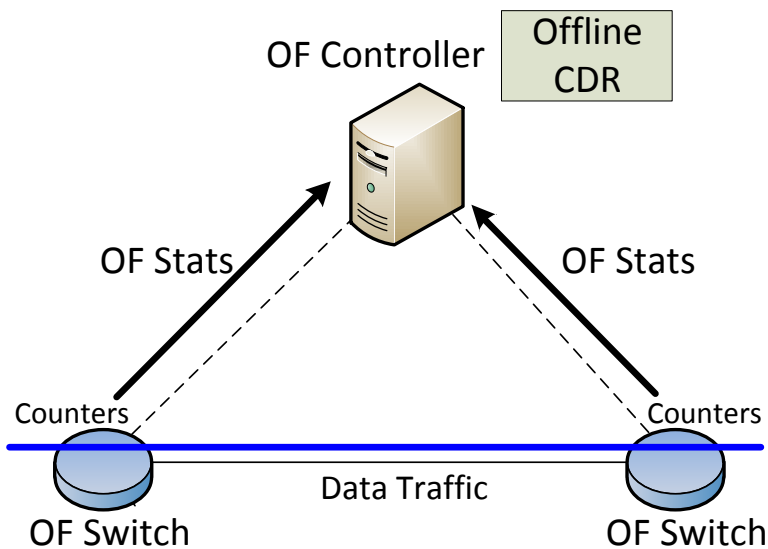 Offline
CDR
OF Controller
OF Stats
OF Stats
Counters
Counters
Data Traffic
OF Switch
OF Switch